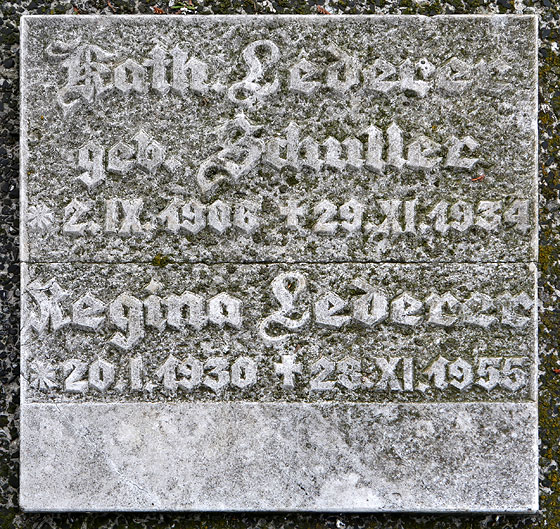 Kath. Lederer
geb. Schuller
* 2.IX.1906 † 29.XI.1934
Regina Lederer
* 20.I.1930 † 28.XI.1955